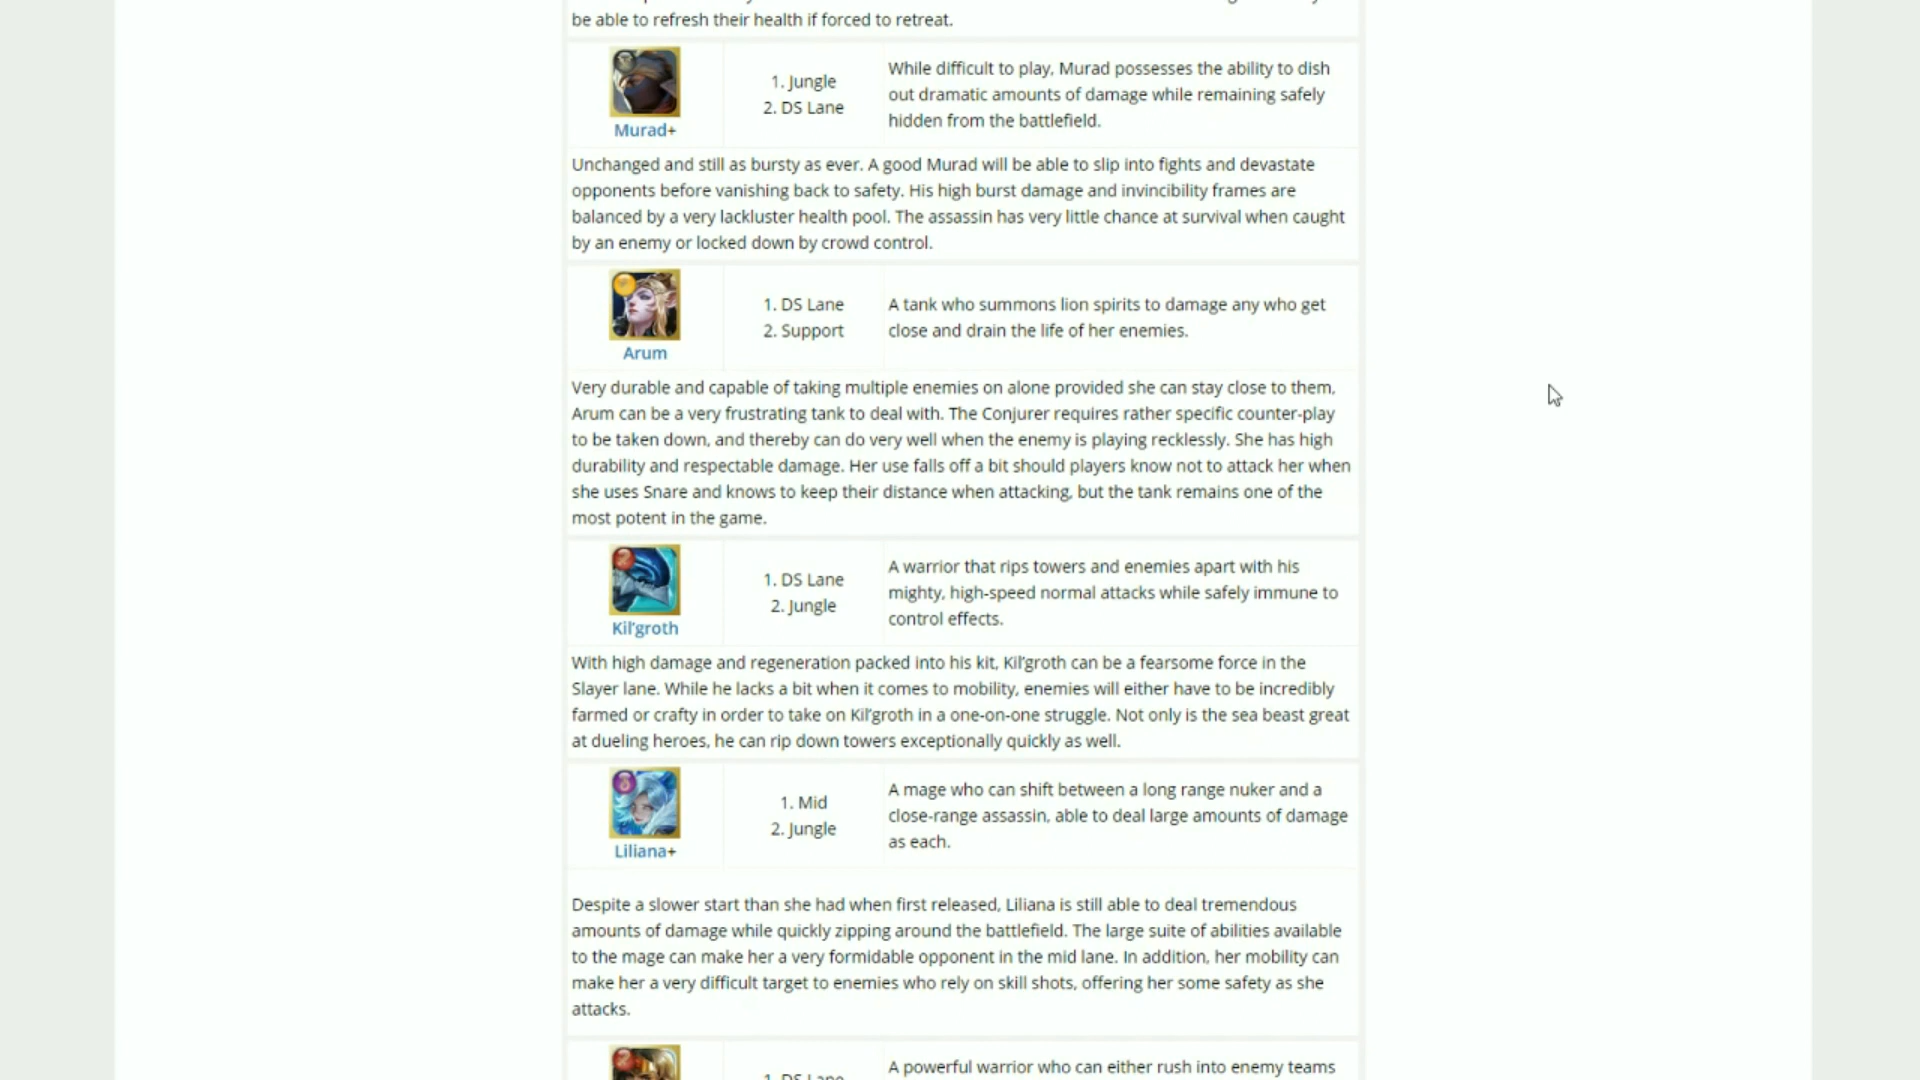 be able to refresh their health if forced to retreat.
Murad+
1. Jungle
2. DS Lane
While difficult to play, Murad possesses the ability to dish
out dramatic amounts of damage while remaining safely
hidden from the battlefield.
Unchanged and still as bursty as ever. A good Murad will be able to slip into fights and devastate
opponents before vanishing back to safety. His high burst damage and invincibility frames are
balanced by a very lackluster health pool. The assassin has very little chance at survival when caught
by an enemy or locked down by crowd control.
Arum
1. DS Lane
2. Support
A tank who summons lion spirits to damage any who get
close and drain the life of her enemies.
Very durable and capable of taking multiple enemies on alone provided she can stay close to them,
Arum can be a very frustrating tank to deal with. The Conjurer requires rather specific counter-play
to be taken down, and thereby can do very well when the enemy is playing recklessly. She has high
durability and respectable damage. Her use falls off a bit should players know not to attack her when
she uses Snare and knows to keep their distance when attacking, but the tank remains one of the
most potent in the game.
Kil'groth
1. DS Lane
2. Jungle
A warrior that rips towers and enemies apart with his
mighty, high-speed normal attacks while safely immune to
control effects.
With high damage and regeneration packed into his kit, Kil'groth can be a fearsome force in the
Slayer lane. While he lacks a bit when it comes to mobility, enemies will either have to be incredibly
farmed or crafty in order to take on Kil'groth in a one-on-one struggle. Not only is the sea beast great
at dueling heroes, he can rip down towers exceptionally quickly as well.
Liliana+
1. Mid
2. Jungle
A mage who can shift between a long range nuker and a
close-range assassin, able to deal large amounts of damage
as each.
Despite a slower start than she had when first released, Liliana is still able to deal tremendous
amounts of damage while quickly zipping around the battlefield. The large suite of abilities available
to the mage can make her a very formidable opponent in the mid lane. In addition, her mobility can
make her a very difficult target to enemies who rely on skill shots, offering her some safety as she
attacks.
1. DS Lane
A powerful warrior who can either rush into enemy teams